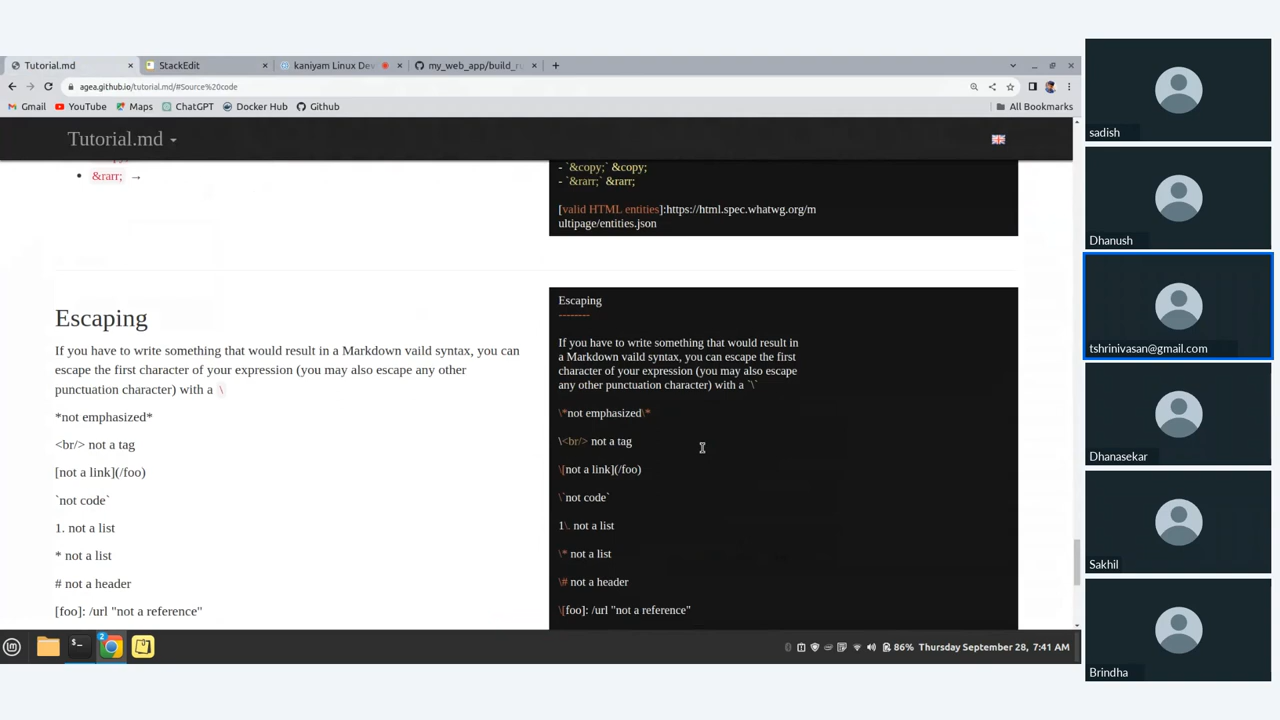 Tutorial.md
StackEdit
kaniyam Linux Dev
my_web_app/build_ru
agea.github.io/tutorial.md/#Source%20code
Gmail
YouTube
Maps
ChatGPT
Docker Hub
Github
All Bookmarks
Tutorial.md
&rarr; →
- `&copy;` &copy;
- `&rarr;` &rarr;
[valid HTML entities]:https://html.spec.whatwg.org/m
ultipage/entities.json
Escaping
If you have to write something that would result in a Markdown vaild syntax, you can
escape the first character of your expression (you may also escape any other
punctuation character) with a \
*not emphasized*
<br/> not a tag
[not a link](/foo)
`not code`
1. not a list
* not a list
# not a header
[foo]: /url "not a reference"
Escaping
--------
If you have to write something that would result in
a Markdown vaild syntax, you can escape the first
character of your expression (you may also escape
any other punctuation character) with a `\`
\*not emphasized\*
\<br/> not a tag
\[not a link](/foo)
\`not code`
1\. not a list
\* not a list
\# not a header
\[foo]: /url "not a reference"
2
86% Thursday September 28, 7:41 AM
sadish
Dhanush
tshrinivasan@gmail.com
Dhanasekar
Sakhil
Brindha